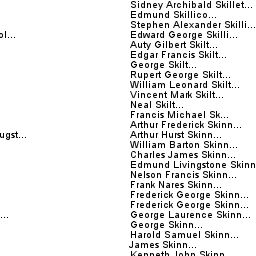 Sidney Archibald Skillet...
Edmund Skillico...
Stephen Alexander Skilli...
ol... Edward George Skilli...
Auty Gilbert Skilt...
Edgar Francis Skilt...
George Skilt...
Rupert George Skilt...
William Leonard Skilt...
Vincent Mark Skilt...
Neal Skilt...
Francis Michael Sk...
Arthur Frederick Skinn...
ugst... Arthur Hurst Skinn...
William Barton Skinn...
Charles James Skinn...
Edmund Livingstone Skinn
Nelson Francis Skinn...
Frank Nares Skinn...
Frederick George Skinn...
Frederick George Skinn...
... George Laurence Skinn...
George Skinn...
Harold Samuel Skinn...
James Skinn...
Kenneth John Skinn